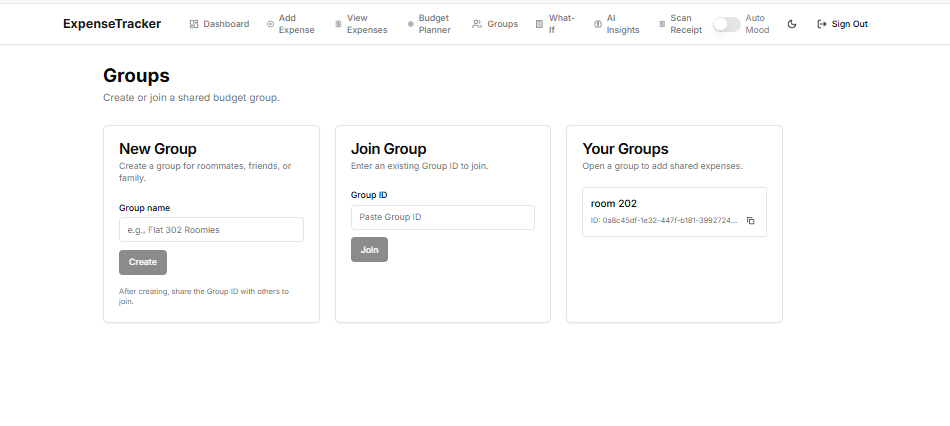 ExpenseTracker
Dashboard
Add
Expense
View
Expenses
Budget
Planner
Groups
What-
If
AI
Insights
Scan
Receipt
Auto
Mood
Sign Out
Groups
Create or join a shared budget group.
New Group
Create a group for roommates, friends, or
family.
Group name
e.g., Flat 302 Roomies
Create
After creating, share the Group ID with others to
join.
Join Group
Enter an existing Group ID to join.
Group ID
Paste Group ID
Join
Your Groups
Open a group to add shared expenses.
room 202
ID: 0a8c45df-1e32-447f-b181-3992724...